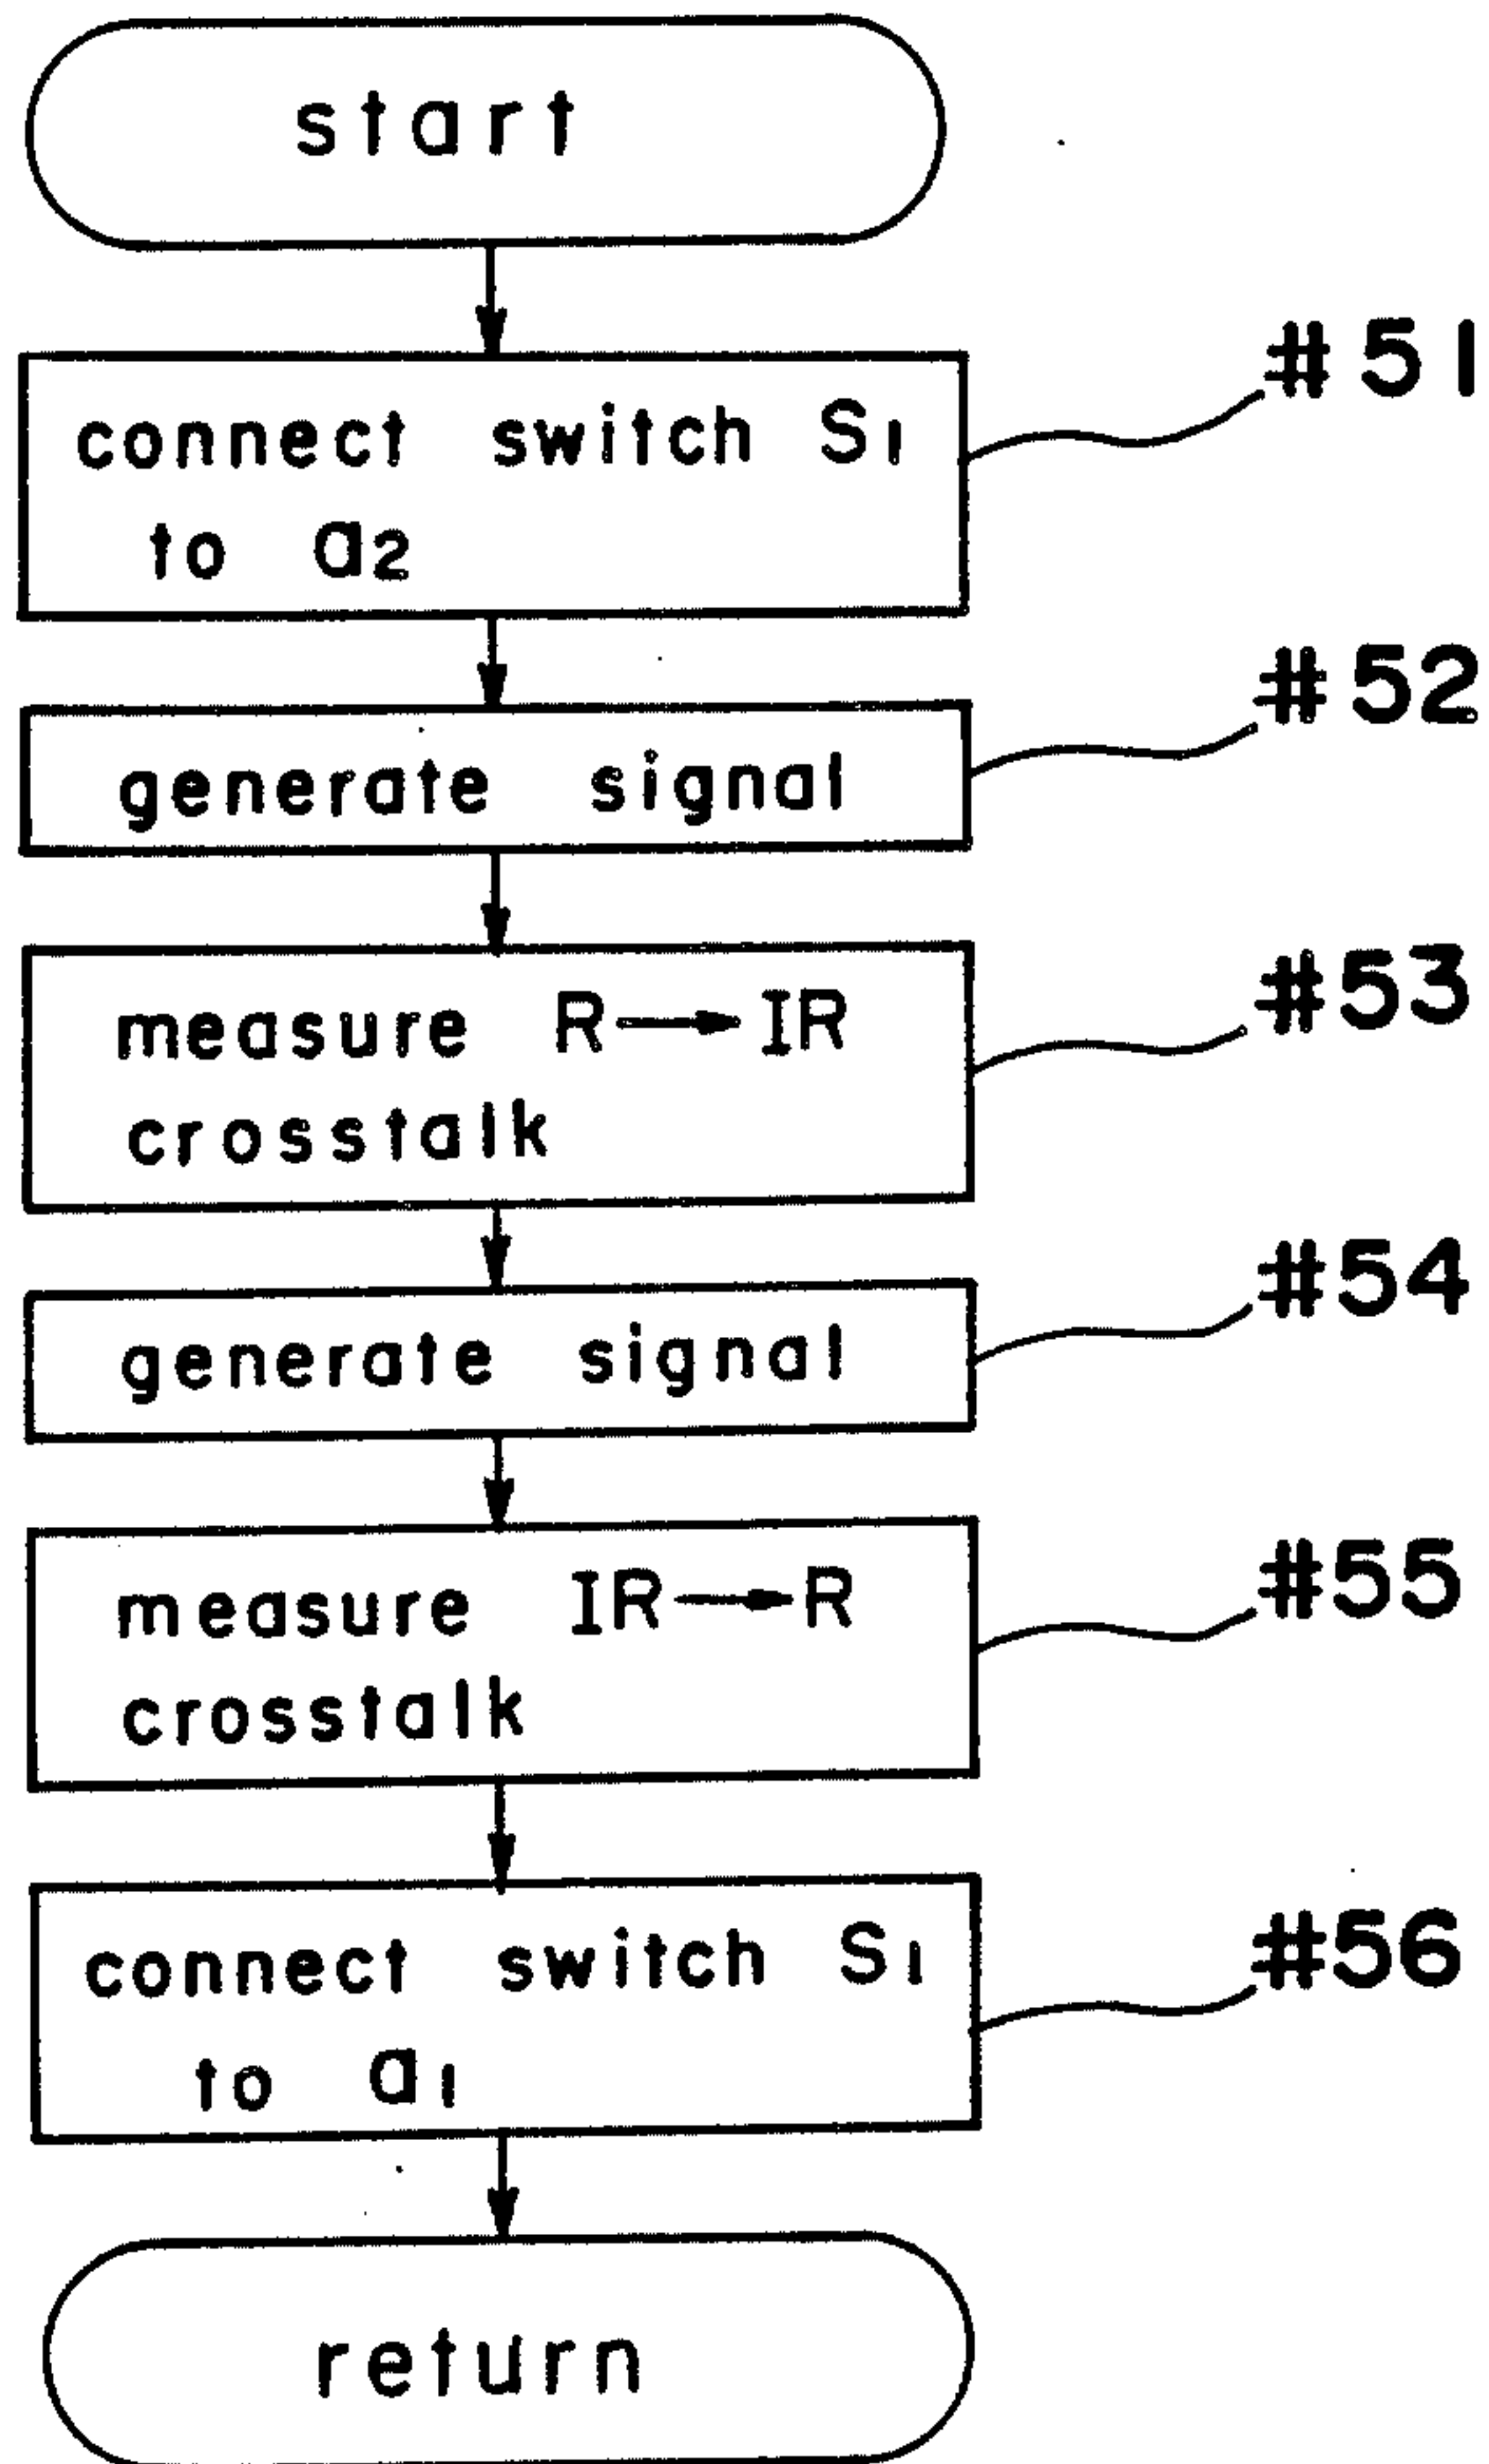 start
connect switch S1
to a2
#51
generate signal
#52
measure R→IR
crosstalk
#53
generate signal
#54
measure IR→R
crosstalk
#55
connect switch S1
to a1
#56
return